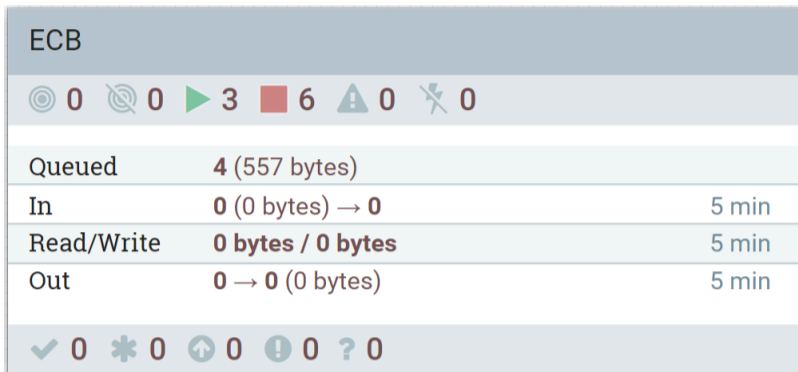 ECB
0 0 3 6 0 0
Queued 4 (557 bytes)
In 0 (0 bytes) → 0 5 min
Read/Write 0 bytes / 0 bytes 5 min
Out 0 → 0 (0 bytes) 5 min
0 0 0 0 ? 0